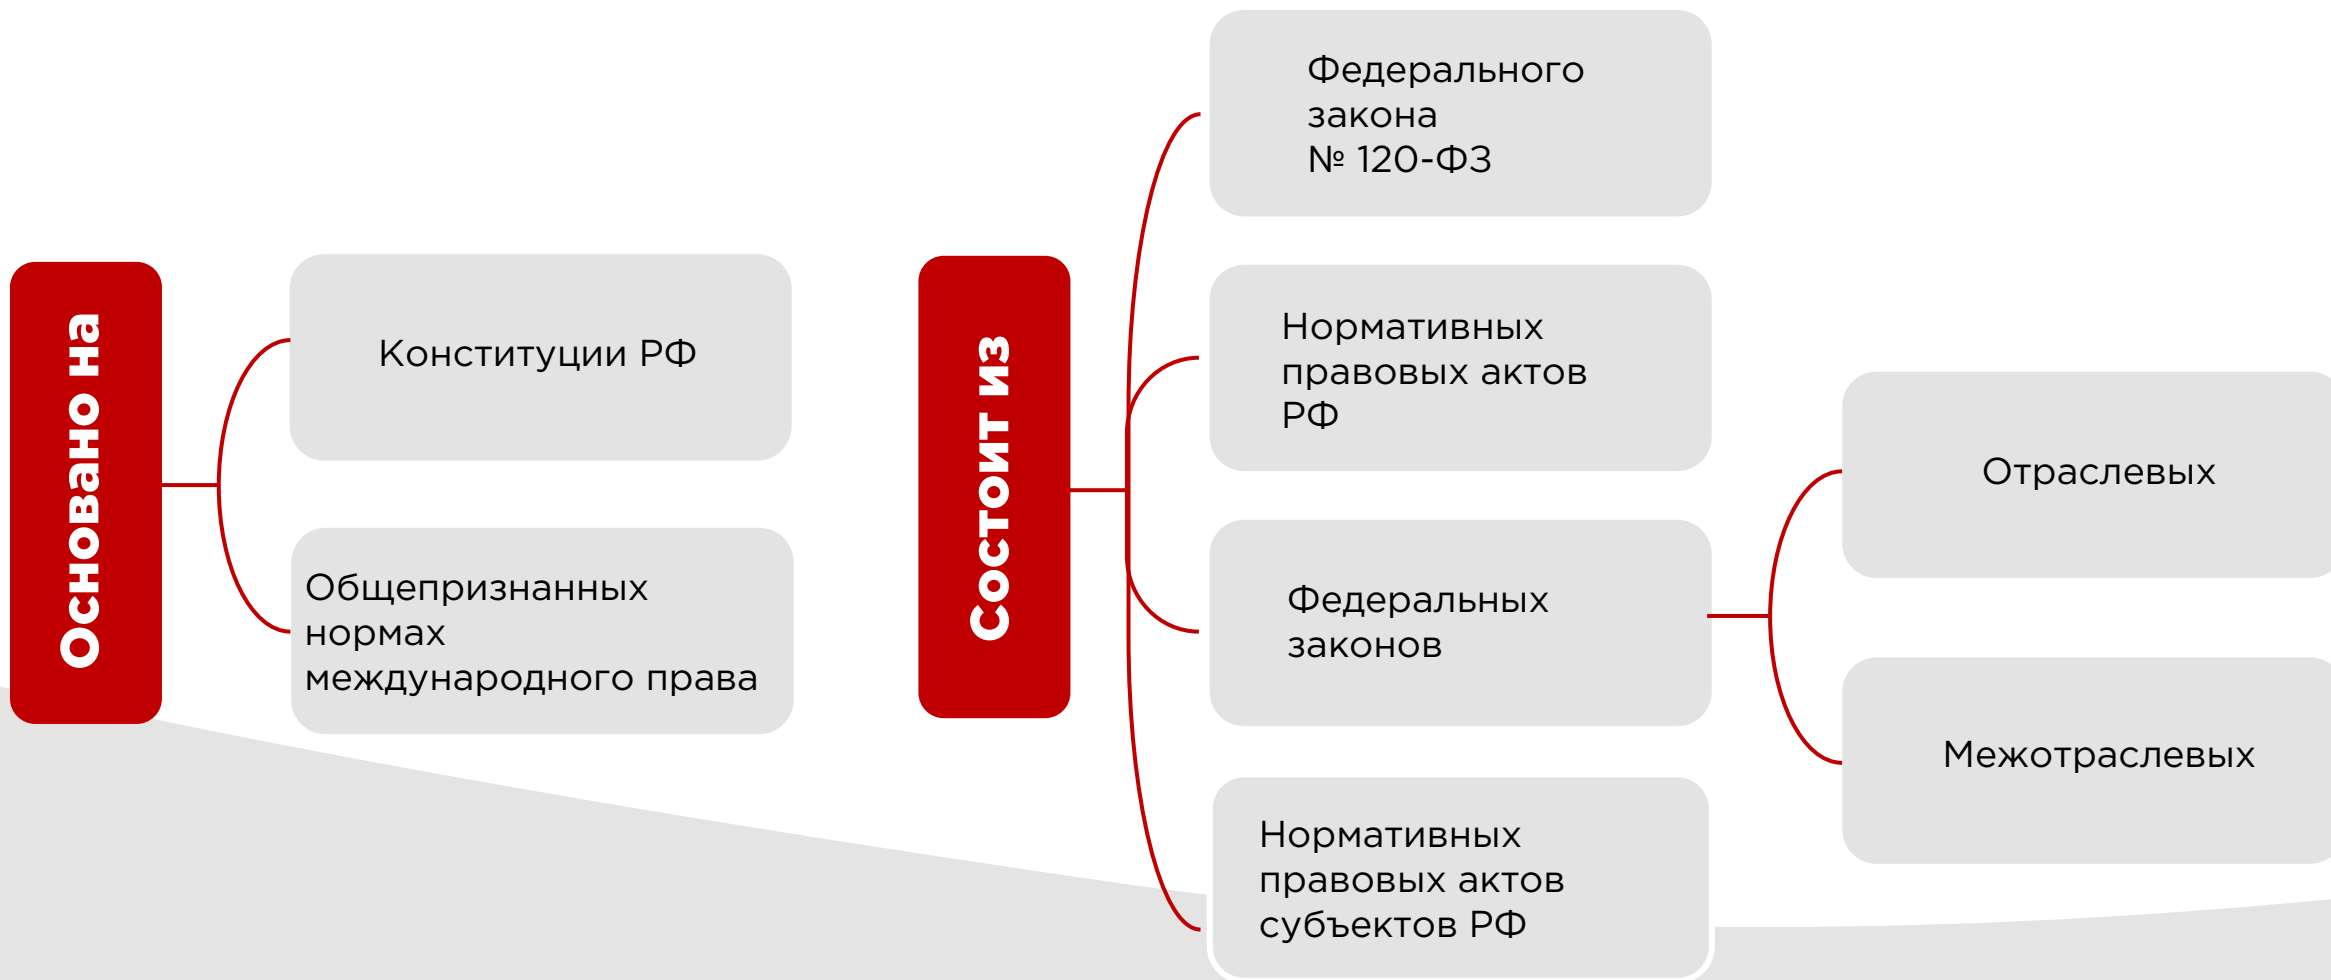 Основано на
Конституции РФ
Общепризнанных
нормах
международного права
Состоит из
Федерального
закона
№ 120-ФЗ
Нормативных
правовых актов
РФ
Федеральных
законов
Нормативных
правовых актов
субъектов РФ
Отраслевых
Межотраслевых